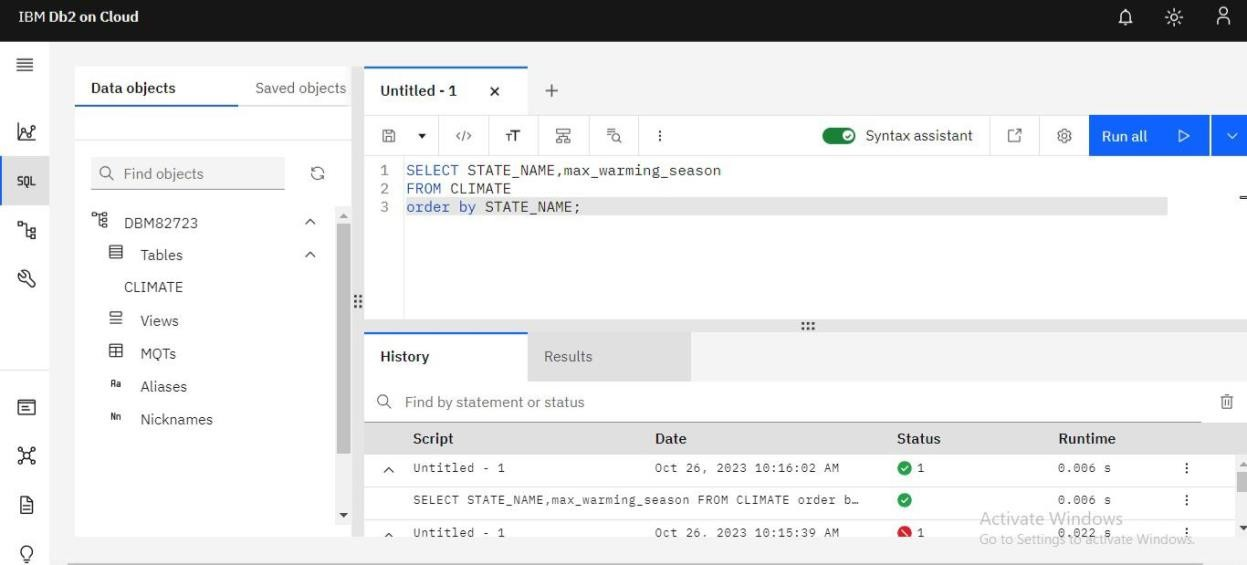 IBM Db2 on Cloud
Data objects
Saved objects
Untitled - 1
Syntax assistant
Run all
SQL
Find objects
DBM82723
Tables
CLIMATE
Views
MQTs
Aa Aliases
Nn Nicknames
1 SELECT STATE_NAME,max_warming_season
2 FROM CLIMATE
3 order by STATE_NAME;
History
Results
Find by statement or status
Script Date Status Runtime
Untitled - 1 Oct 26, 2023 10:16:02 AM 1 0.006 s
SELECT STATE_NAME,max_warming_season FROM CLIMATE order b… 0.006 s
Untitled - 1 Oct 26, 2023 10:15:39 AM 1 0.022 s
Activate Windows
Go to Settings to activate Windows.